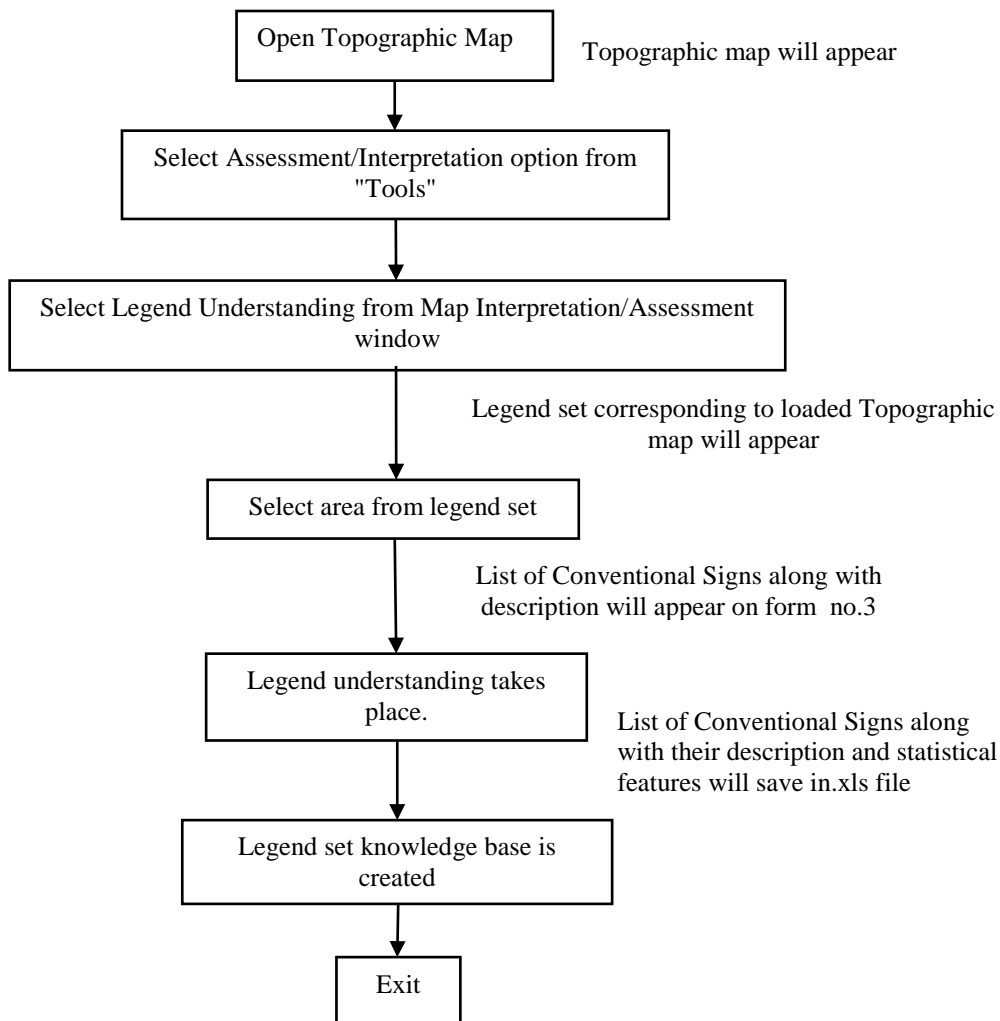 Open Topographic Map
Topographic map will appear
Select Assessment/Interpretation option from
"Tools"
Select Legend Understanding from Map Interpretation/Assessment
window
Legend set corresponding to loaded Topographic
map will appear
Select area from legend set
List of Conventional Signs along with
description will appear on form no.3
Legend understanding takes
place.
List of Conventional Signs along
with their description and statistical
features will save in.xls file
Legend set knowledge base is
created
Exit